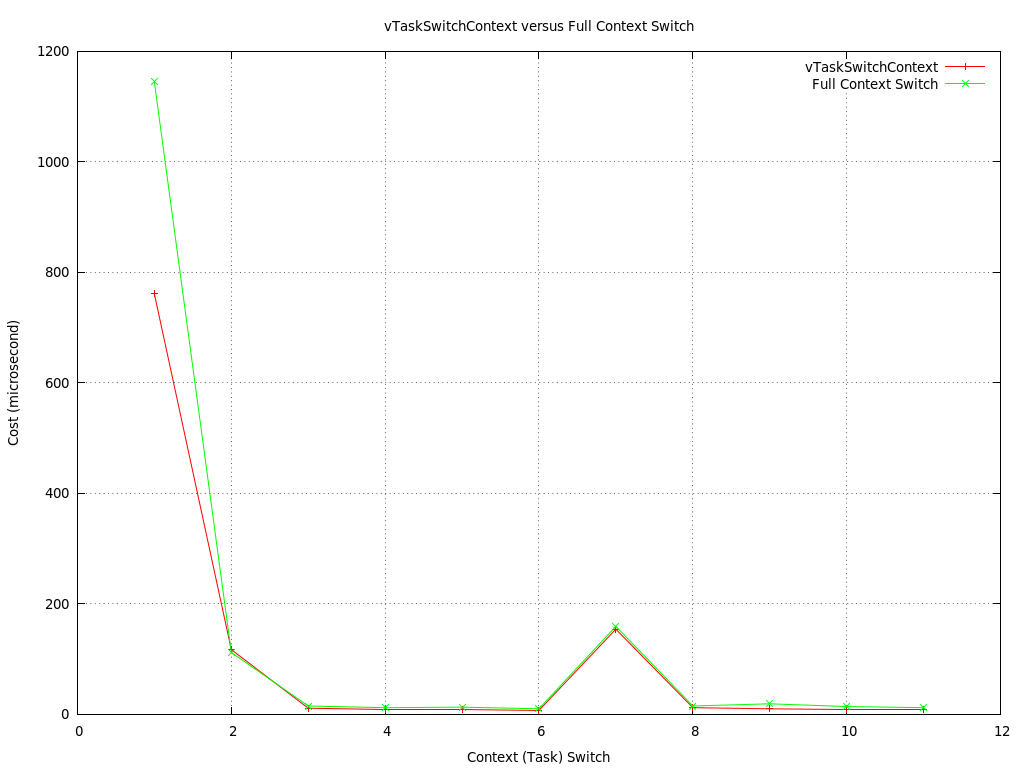 vTaskSwitchContext versus Full Context Switch
1200
1000
800
600
400
200
0
vTaskSwitchContext
Full Context Switch
Cost (microsecond)
0 2 4 6 8 10 12
Context (Task) Switch